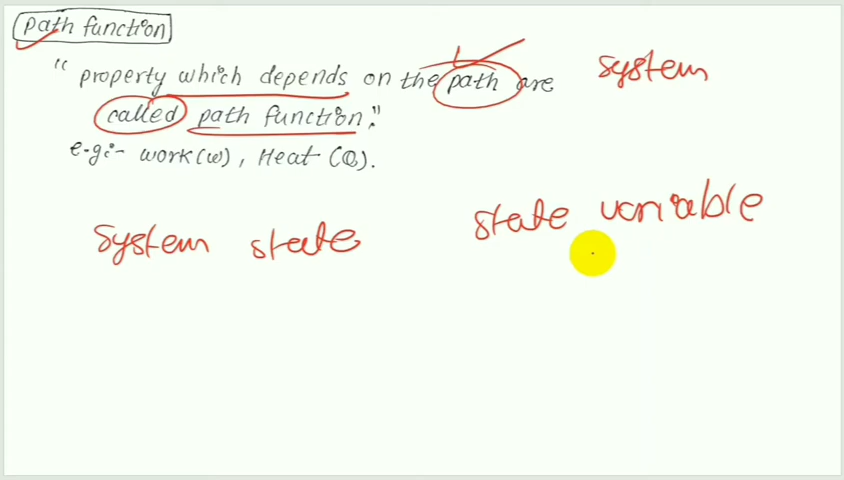 path function
" property which depends on the path are
system
called path function."
e.g:- work(w), Heat (Q).
state variable
system state